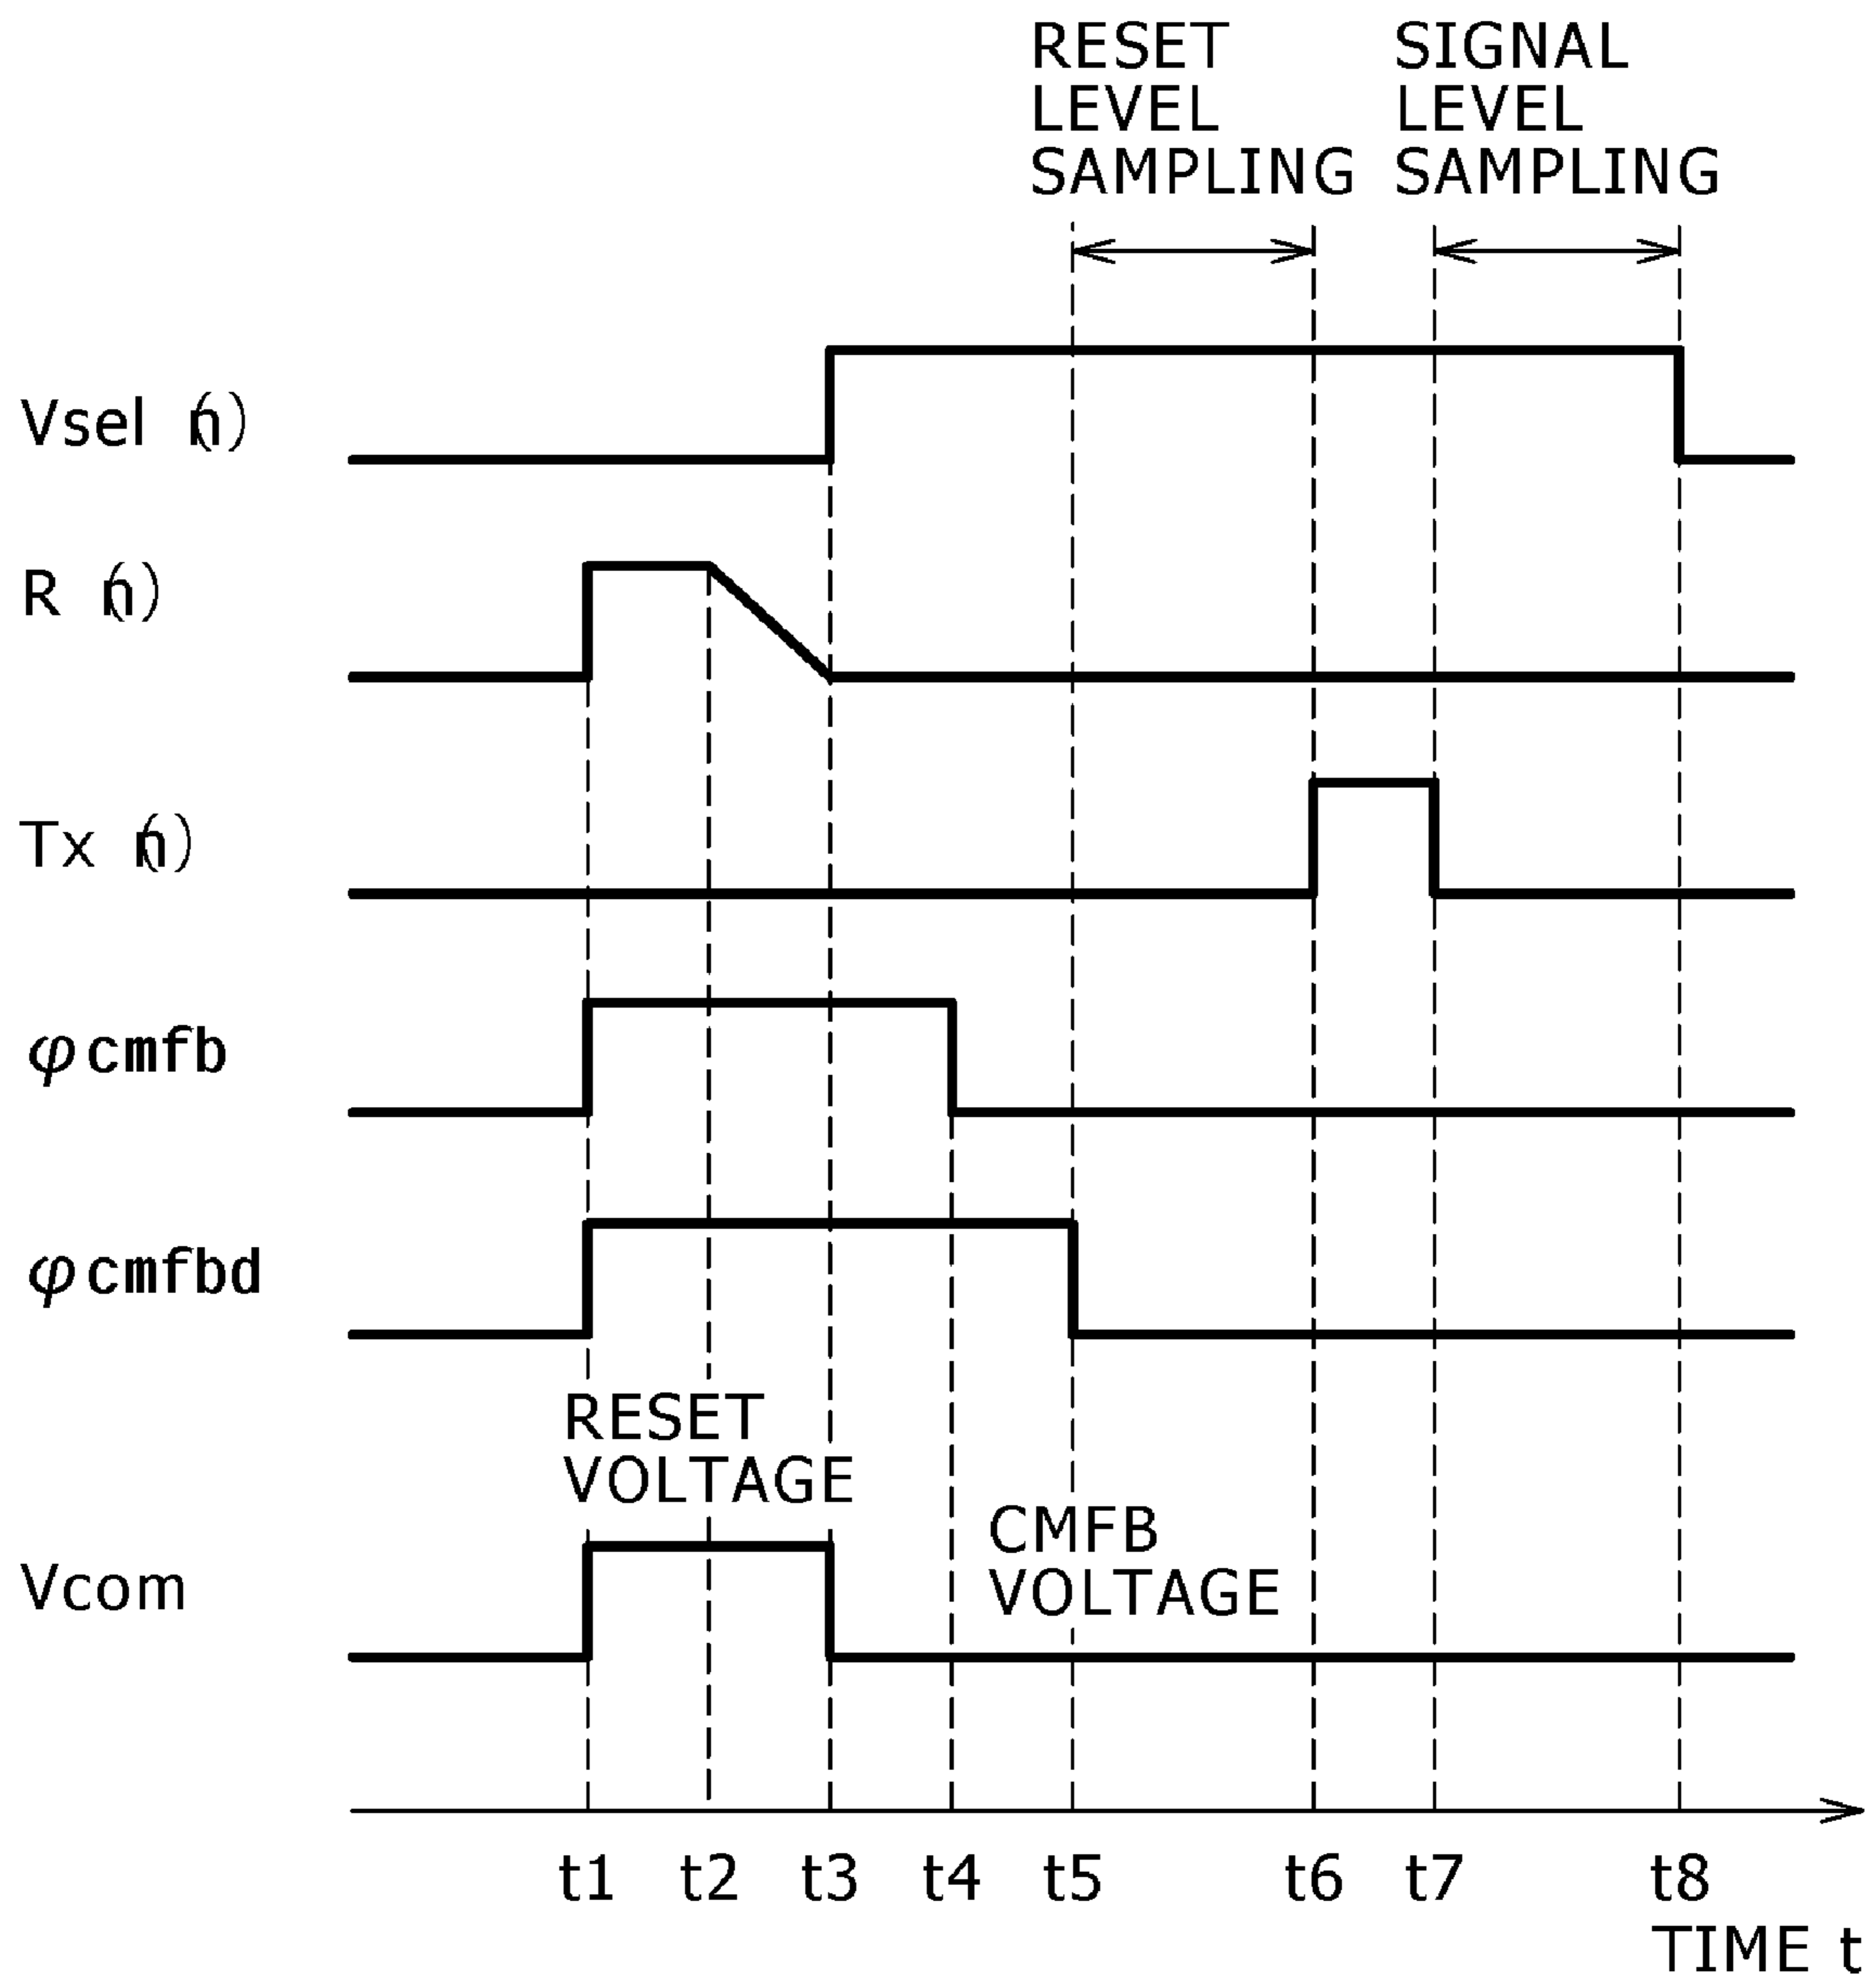 RESET
LEVEL
SAMPLING
SIGNAL
LEVEL
SAMPLING
Vsel (n)
R (n)
Tx (n)
φcmfb
φcmfbd
RESET
VOLTAGE
CMFB
VOLTAGE
Vcom
t1 t2 t3 t4 t5 t6 t7 t8
TIME t